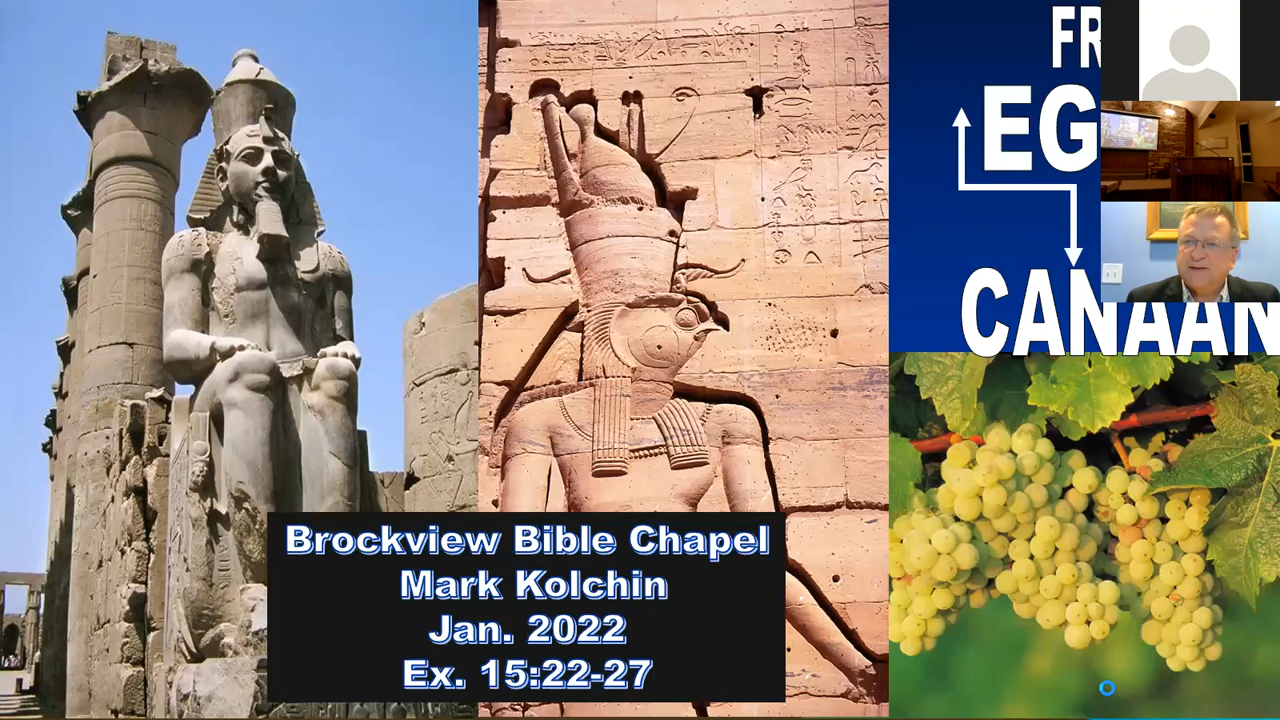 Brockview Bible Chapel
Mark Kolchin
Jan. 2022
Ex. 15:22-27
FR
EG
CANAAN